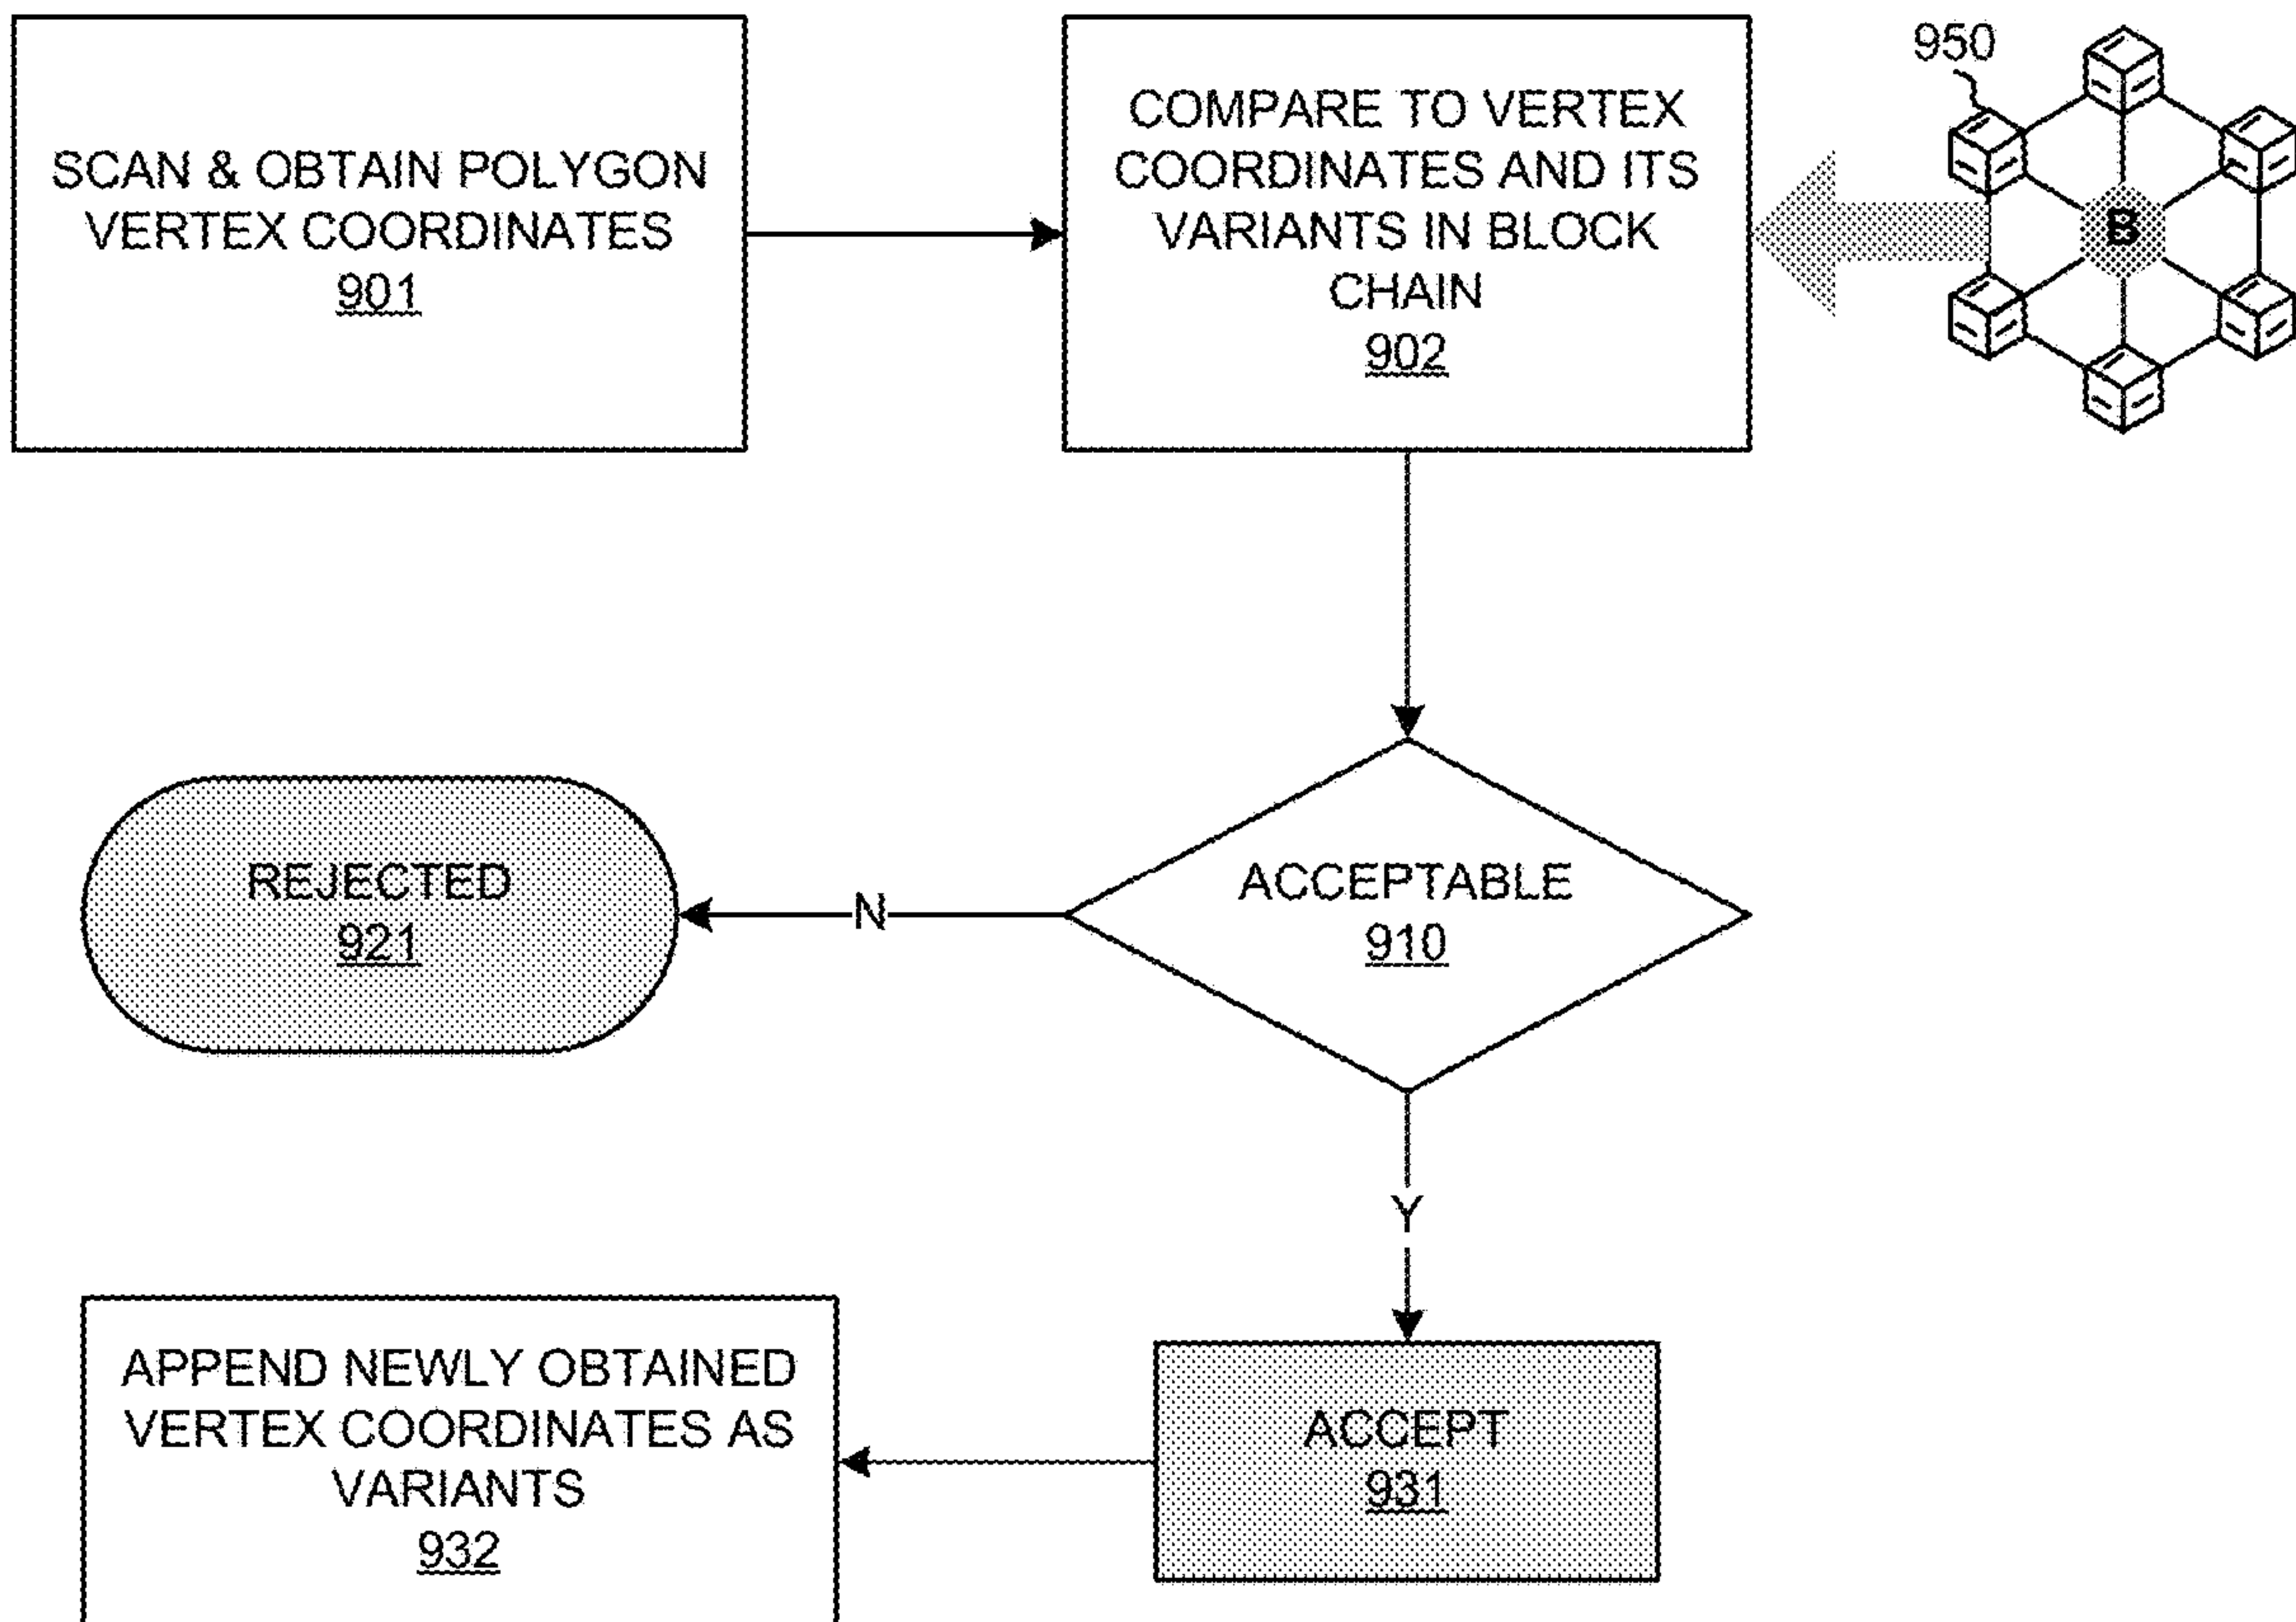 SCAN & OBTAIN POLYGON
VERTEX COORDINATES
901
COMPARE TO VERTEX
COORDINATES AND ITS
VARIANTS IN BLOCK
CHAIN
902
950
B
ACCEPTABLE
910
N
REJECTED
921
Y
ACCEPT
931
APPEND NEWLY OBTAINED
VERTEX COORDINATES AS
VARIANTS
932